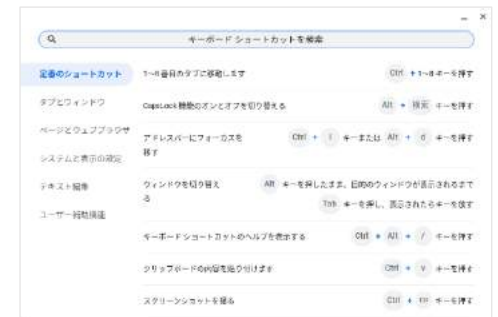 キーボード ショートカットを検索
定番のショートカット
タブとウィンドウ
ページとウェブブラウザ
システムと表示の設定
テキスト編集
ユーザー補助機能
1～8 番目のタブに移動します
Ctrl + 1～8 キーを押す
CapsLock 機能のオンとオフを切り替える
Alt + 検索 キーを押す
アドレスバーにフォーカスを
移す
Ctrl + l キーまたは Alt + d キーを押す
ウィンドウを切り替え
る
Alt キーを押したまま、目的のウィンドウが表示されるまで
Tab キーを押し、表示されたらキーを放す
キーボード ショートカットのヘルプを表示する
Ctrl + Alt + / キーを押す
クリップボードの内容を貼り付けます
Ctrl + v キーを押す
スクリーンショットを撮る
Ctrl + キーを押す